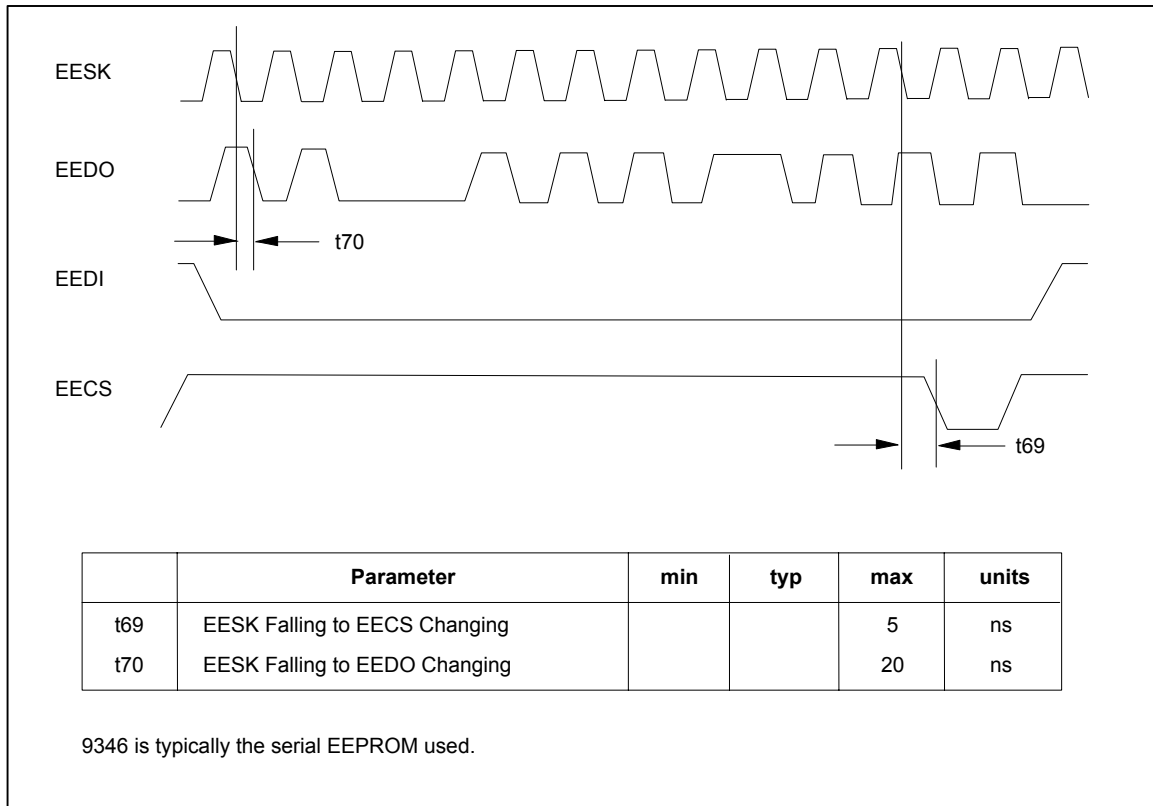 EESK
EEDO
t70
EEDI
EECS
t69
Parameter min typ max units
t69 EESK Falling to EECS Changing 5 ns
t70 EESK Falling to EEDO Changing 20 ns
9346 is typically the serial EEPROM used.